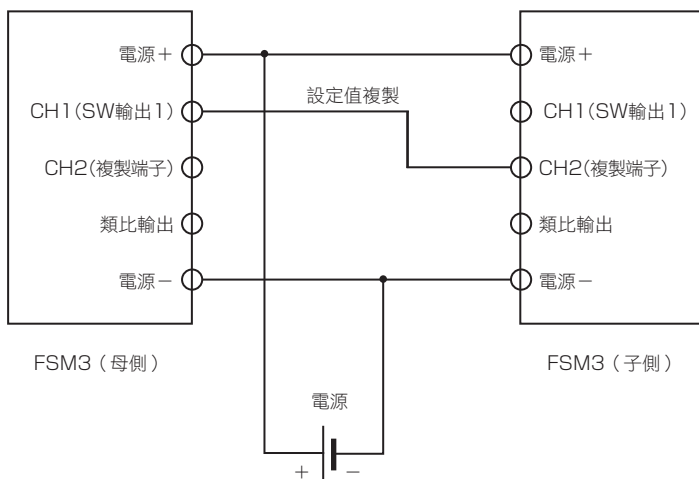 電源＋
CH1(SW輸出1)
CH2(複製端子)
類比輸出
電源－
FSM3（母側）
設定值複製
電源＋
CH1(SW輸出1)
CH2(複製端子)
類比輸出
電源－
FSM3（子側）
電源
＋ －